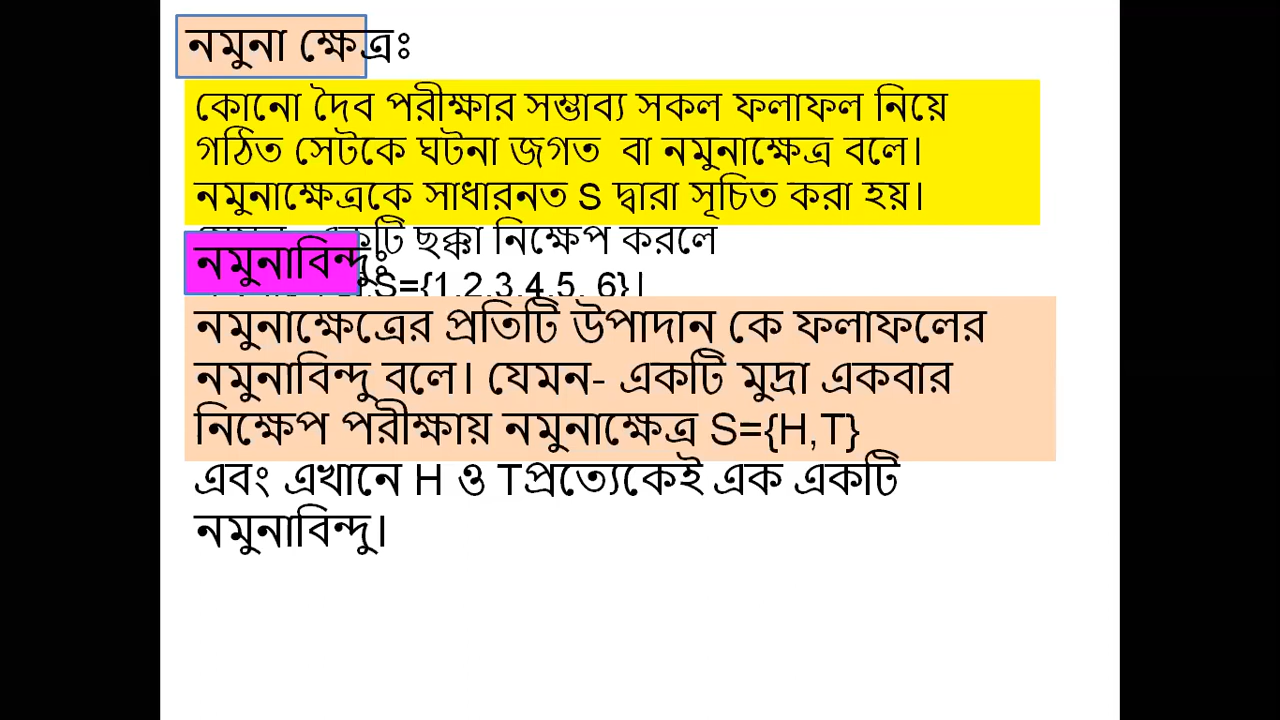 নমুনা ক্ষেত্রঃ
কোনো দৈব পরীক্ষার সম্ভাব্য সকল ফলাফল নিয়ে
গঠিত সেটকে ঘটনা জগত বা নমুনাক্ষেত্র বলে।
নমুনাক্ষেত্রকে সাধারনত S দ্বারা সূচিত করা হয়।
একটি ছক্কা নিক্ষেপ করলে
নমুনাবিন্দুঃ
S={1,2,3,4,5, 6}।
নমুনাক্ষেত্রের প্রতিটি উপাদান কে ফলাফলের
নমুনাবিন্দু বলে। যেমন- একটি মুদ্রা একবার
নিক্ষেপ পরীক্ষায় নমুনাক্ষেত্র S={H,T}
এবং এখানে H ও Tপ্রত্যেকেই এক একটি
নমুনাবিন্দু।